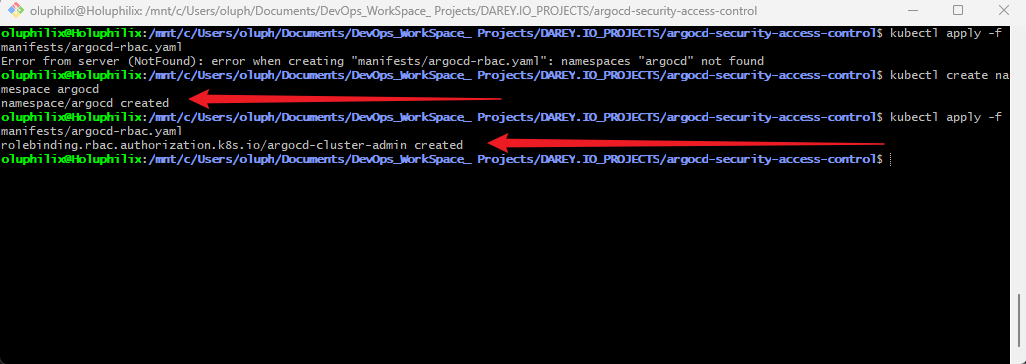 oluphilix@Holuphilix: /mnt/c/Users/oluph/Documents/DevOps_WorkSpace_ Projects/DAREY.IO_PROJECTS/argocd-security-access-control
oluphilix@Holuphilix:/mnt/c/Users/oluph/Documents/DevOps_WorkSpace_ Projects/DAREY.IO_PROJECTS/argocd-security-access-control$ kubectl apply -f
manifests/argocd-rbac.yaml
Error from server (NotFound): error when creating "manifests/argocd-rbac.yaml": namespaces "argocd" not found
oluphilix@Holuphilix:/mnt/c/Users/oluph/Documents/DevOps_WorkSpace_ Projects/DAREY.IO_PROJECTS/argocd-security-access-control$ kubectl create na
mespace argocd
namespace/argocd created
oluphilix@Holuphilix:/mnt/c/Users/oluph/Documents/DevOps_WorkSpace_ Projects/DAREY.IO_PROJECTS/argocd-security-access-control$ kubectl apply -f
manifests/argocd-rbac.yaml
rolebinding.rbac.authorization.k8s.io/argocd-cluster-admin created
oluphilix@Holuphilix:/mnt/c/Users/oluph/Documents/DevOps_WorkSpace_ Projects/DAREY.IO_PROJECTS/argocd-security-access-control$